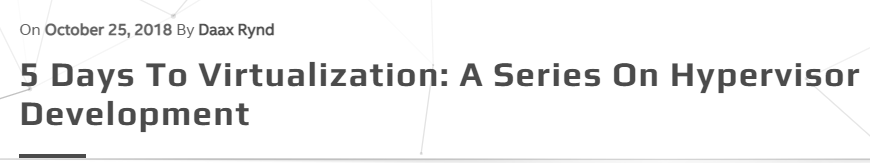 On October 25, 2018 By Daax Rynd
5 Days To Virtualization: A Series On Hypervisor
Development